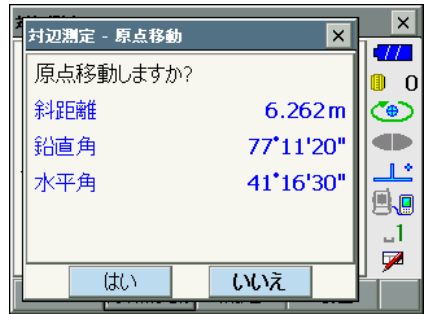 対辺測定 - 原点移動
原点移動しますか?
斜距離 6.262 m
鉛直角 77°11'20"
水平角 41°16'30"
はい いいえ
0
1